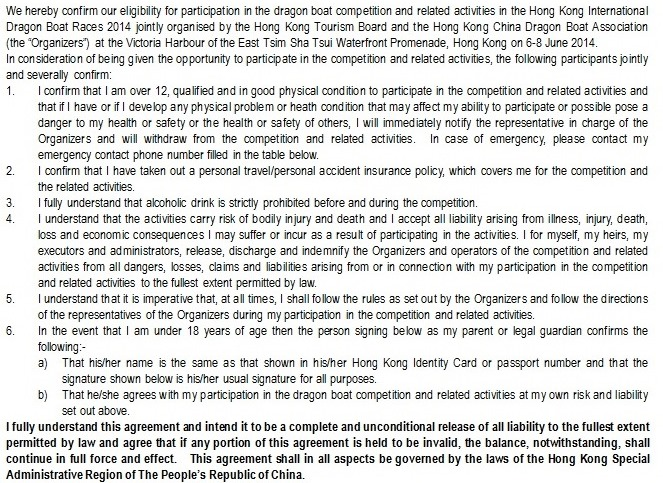 We hereby confirm our eligibility for participation in the dragon boat competition and related activities in the Hong Kong International
Dragon Boat Races 2014 jointly organised by the Hong Kong Tourism Board and the Hong Kong China Dragon Boat Association
(the "Organizers") at the Victoria Harbour of the East Tsim Sha Tsui Waterfront Promenade, Hong Kong on 6-8 June 2014.
In consideration of being given the opportunity to participate in the competition and related activities, the following participants jointly
and severally confirm:
1. I confirm that I am over 12, qualified and in good physical condition to participate in the competition and related activities and
that if I have or if I develop any physical problem or heath condition that may affect my ability to participate or possible pose a
danger to my health or safety or the health or safety of others, I will immediately notify the representative in charge of the
Organizers and will withdraw from the competition and related activities. In case of emergency, please contact my
emergency contact phone number filled in the table below.
2. I confirm that I have taken out a personal travel/personal accident insurance policy, which covers me for the competition and
the related activities.
3. I fully understand that alcoholic drink is strictly prohibited before and during the competition.
4. I understand that the activities carry risk of bodily injury and death and I accept all liability arising from illness, injury, death,
loss and economic consequences I may suffer or incur as a result of participating in the activities. I for myself, my heirs, my
executors and administrators, release, discharge and indemnify the Organizers and operators of the competition and related
activities from all dangers, losses, claims and liabilities arising from or in connection with my participation in the competition
and related activities to the fullest extent permitted by law.
5. I understand that it is imperative that, at all times, I shall follow the rules as set out by the Organizers and follow the directions
of the representatives of the Organizers during my participation in the competition and related activities.
6. In the event that I am under 18 years of age then the person signing below as my parent or legal guardian confirms the
following:-
a) That his/her name is the same as that shown in his/her Hong Kong Identity Card or passport number and that the
signature shown below is his/her usual signature for all purposes.
b) That he/she agrees with my participation in the dragon boat competition and related activities at my own risk and liability
set out above.
I fully understand this agreement and intend it to be a complete and unconditional release of all liability to the fullest extent
permitted by law and agree that if any portion of this agreement is held to be invalid, the balance, notwithstanding, shall
continue in full force and effect. This agreement shall in all aspects be governed by the laws of the Hong Kong Special
Administrative Region of The People's Republic of China.